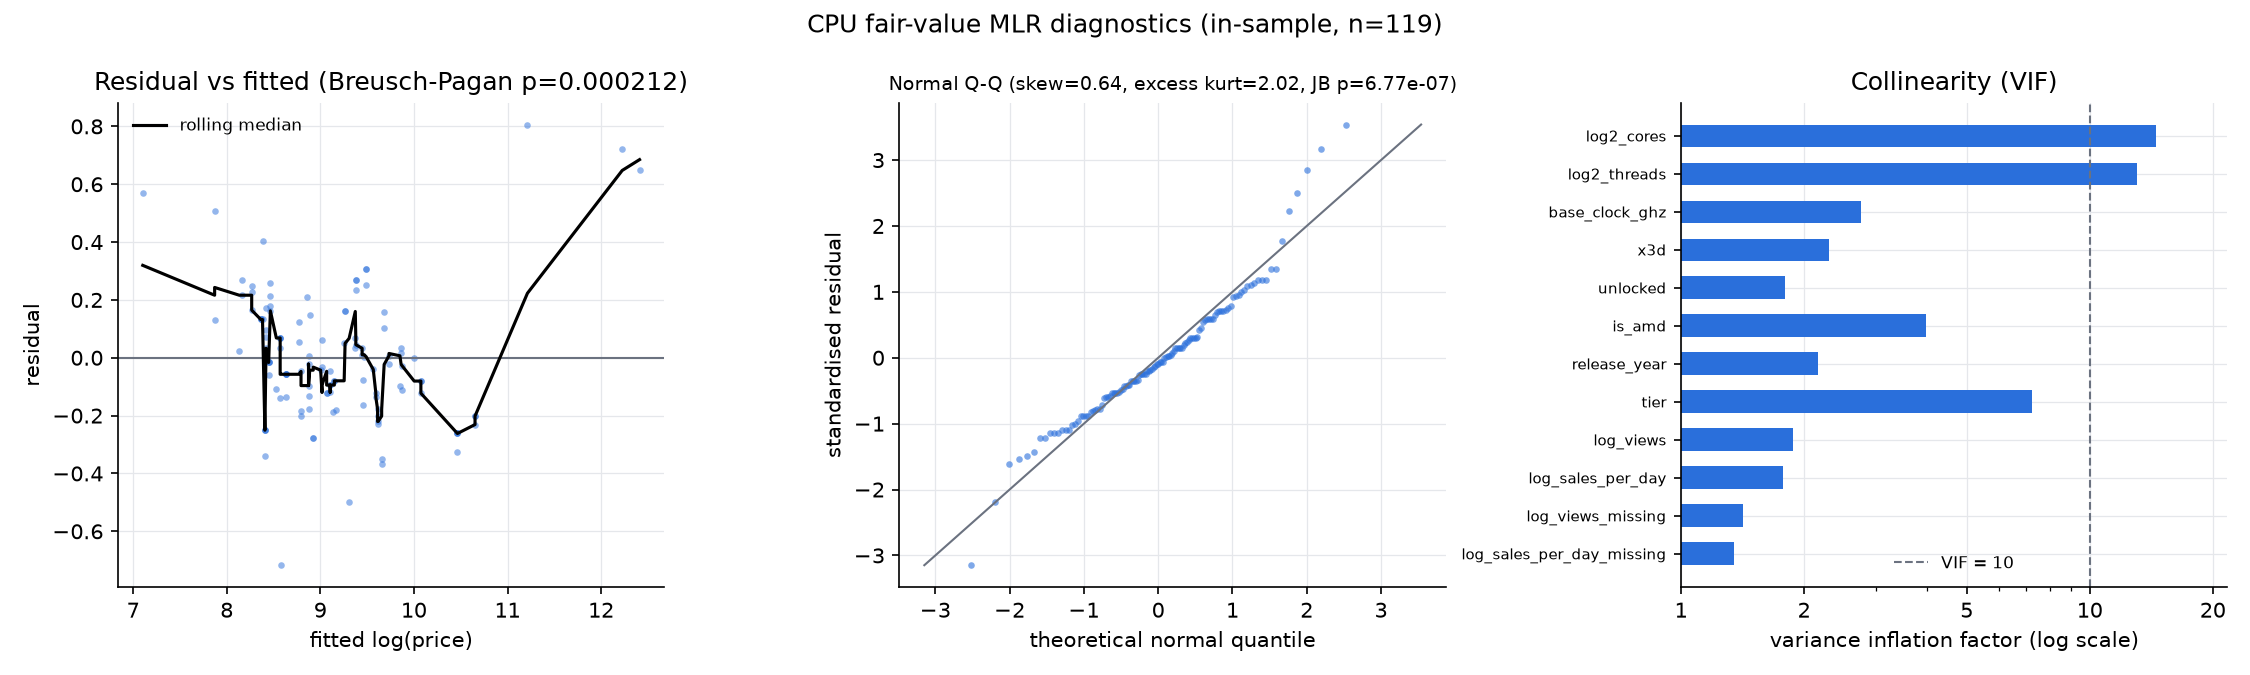 CPU fair-value MLR diagnostics (in-sample, n=119)
Residual vs fitted (Breusch-Pagan p=0.000212)
rolling median
residual
0.8
0.6
0.4
0.2
0.0
−0.2
−0.4
−0.6
7
8
9
10
11
12
fitted log(price)
Normal Q-Q (skew=0.64, excess kurt=2.02, JB p=6.77e-07)
standardised residual
3
2
1
0
−1
−2
−3
−3
−2
−1
0
1
2
3
theoretical normal quantile
Collinearity (VIF)
log2_cores
log2_threads
base_clock_ghz
x3d
unlocked
is_amd
release_year
tier
log_views
log_sales_per_day
log_views_missing
log_sales_per_day_missing
VIF = 10
1
2
5
10
20
variance inflation factor (log scale)